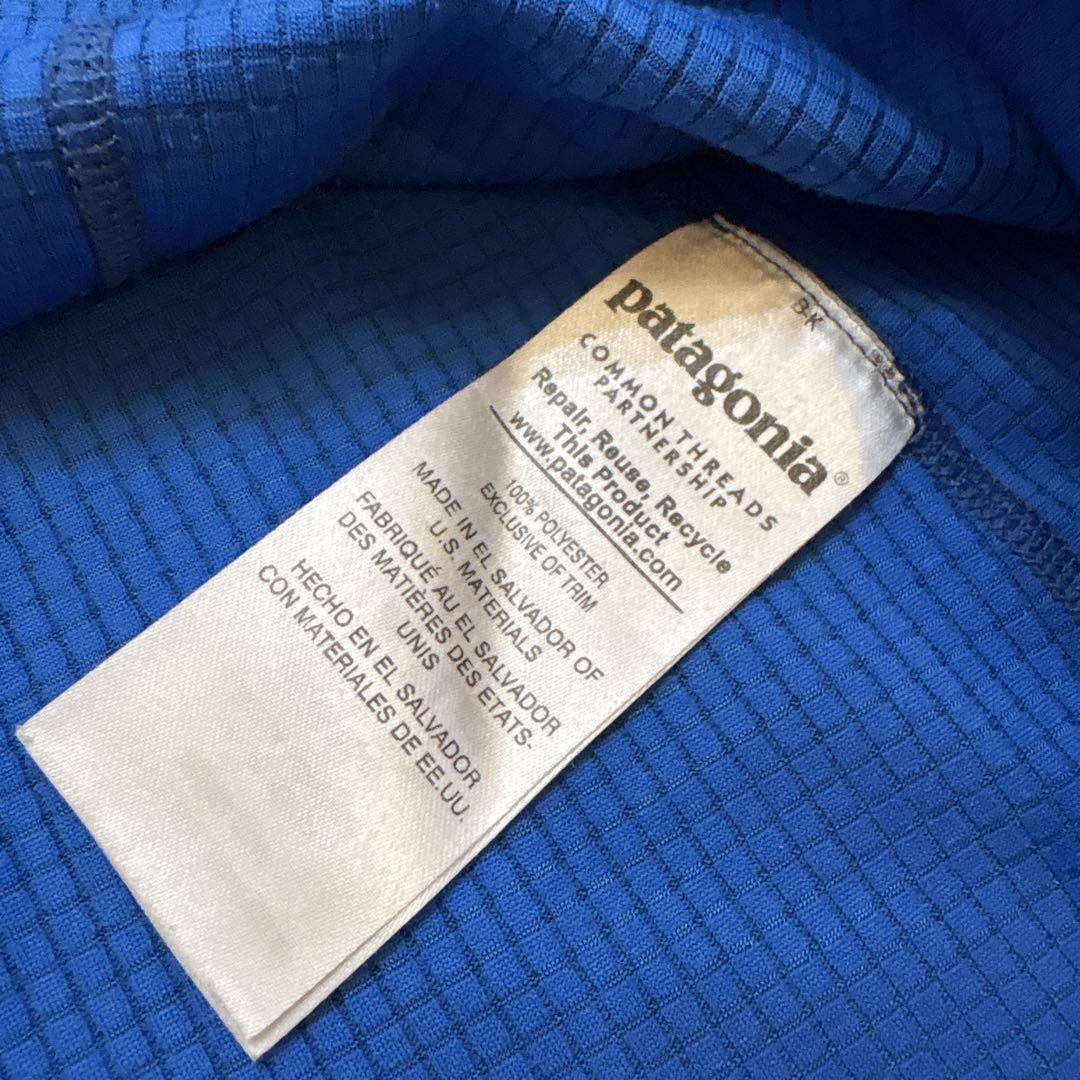 BK
patagonia®
COMMON THREADS
PARTNERSHIP
Repair, Reuse, Recycle
This Product
www.patagonia.com
100% POLYESTER
EXCLUSIVE OF TRIM
MADE IN EL SALVADOR OF
U.S. MATERIALS
FABRIQUÉ AU EL SALVADOR
DES MATIÈRES DES ETATS-
UNIS
HECHO EN EL SALVADOR
CON MATERIALES DE EE.UU.